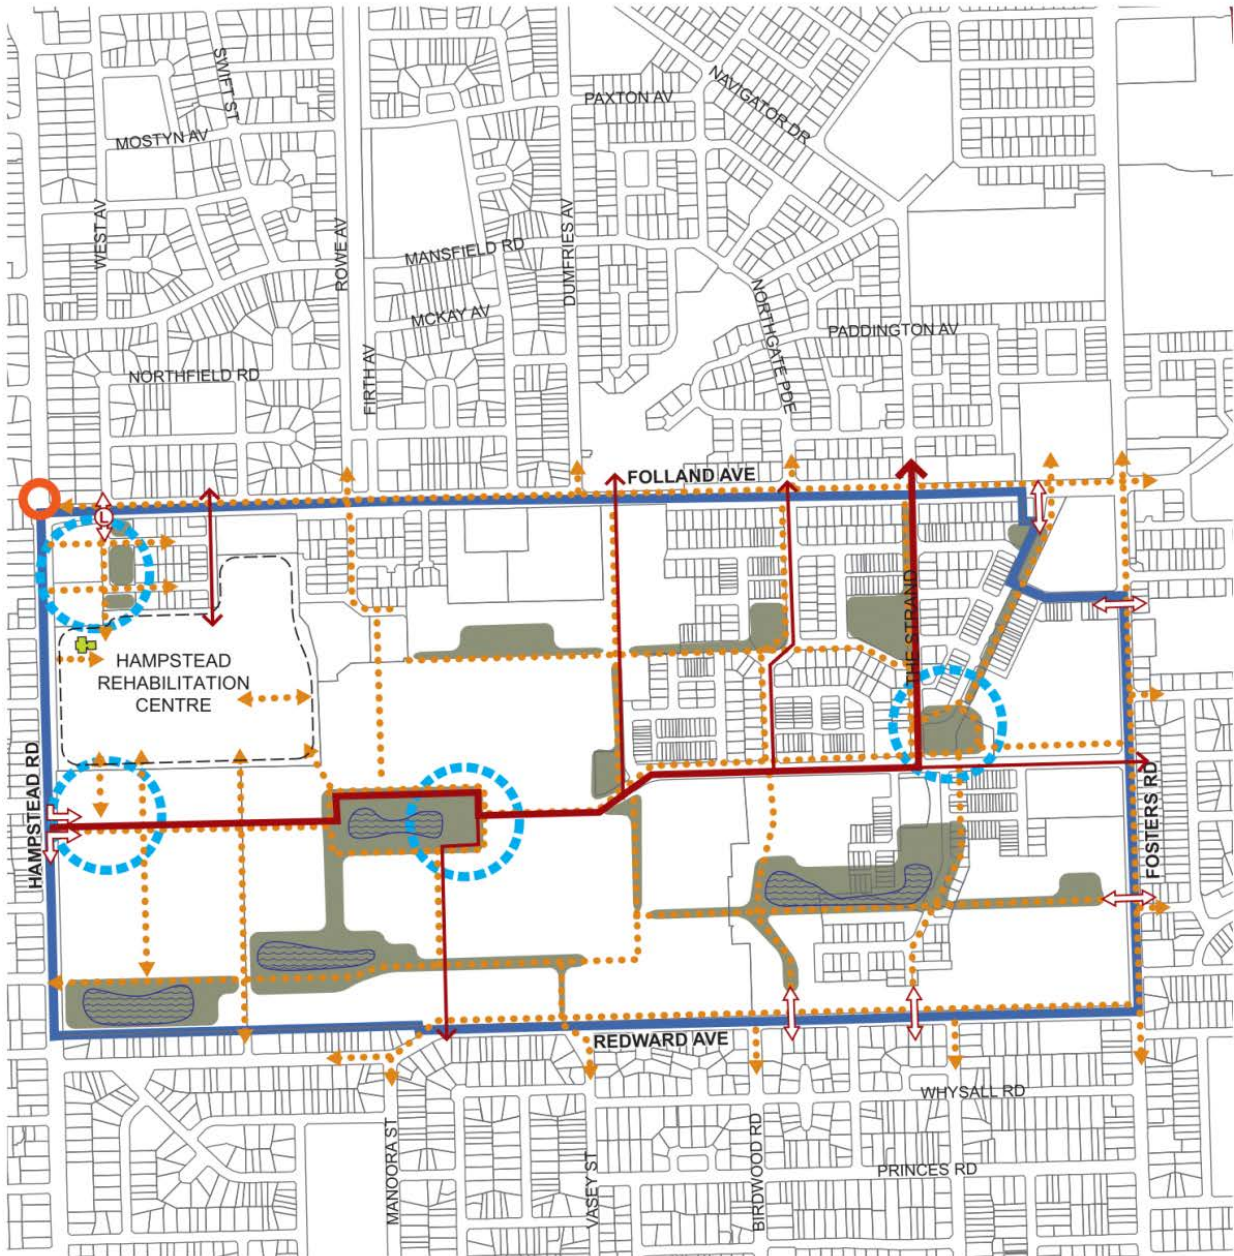 SWIFT ST
PAXTON AV
NAVIGATOR DR
MOSTYN AV
WEST AV
ROWE AV
MANSFIELD RD
DUMFRIES AV
MCKAY AV
NORTHGATE PDE
PADDINGTON AV
NORTHFIELD RD
FIRTH AV
FOLLAND AVE
L
THE STRAND
HAMPSTEAD
REHABILITATION
CENTRE
HAMPSTEAD RD
FOSTERS RD
REDWARD AVE
WHYSALL RD
MANOORA ST
VASEY ST
BIRDWOOD RD
PRINCES RD